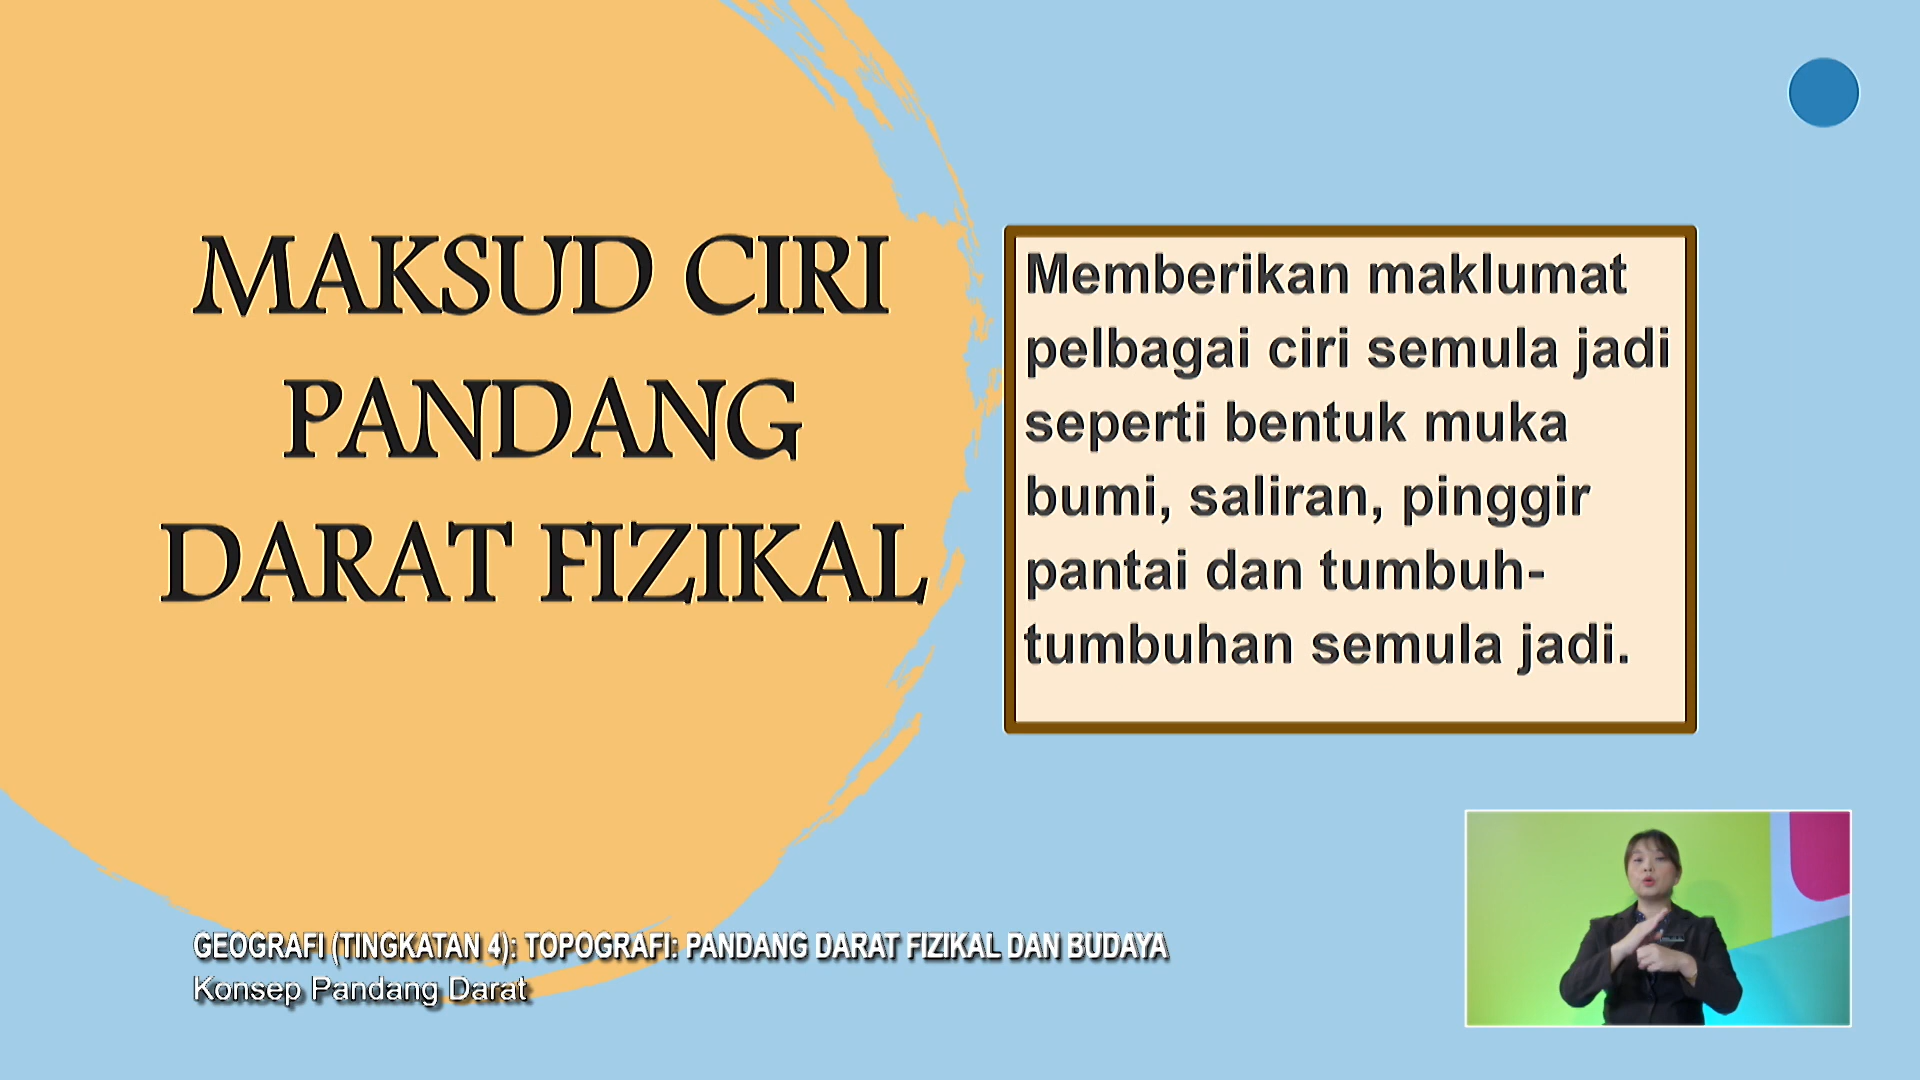 MAKSUD CIRI
PANDANG
DARAT FIZIKAL
Memberikan maklumat
pelbagai ciri semula jadi
seperti bentuk muka
bumi, saliran, pinggir
pantai dan tumbuh-
tumbuhan semula jadi.
GEOGRAFI (TINGKATAN 4): TOPOGRAFI: PANDANG DARAT FIZIKAL DAN BUDAYA
Konsep Pandang Darat